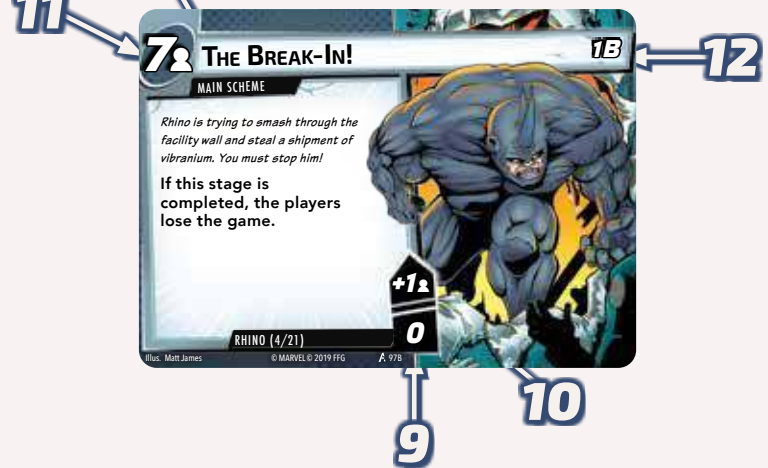 11
7
THE BREAK-IN!
1B
12
MAIN SCHEME
Rhino is trying to smash through the
facility wall and steal a shipment of
vibranium. You must stop him!
If this stage is
completed, the players
lose the game.
+1
0
RHINO (4/21)
Illus. Matt James
© MARVEL © 2019 FFG
97B
10
9